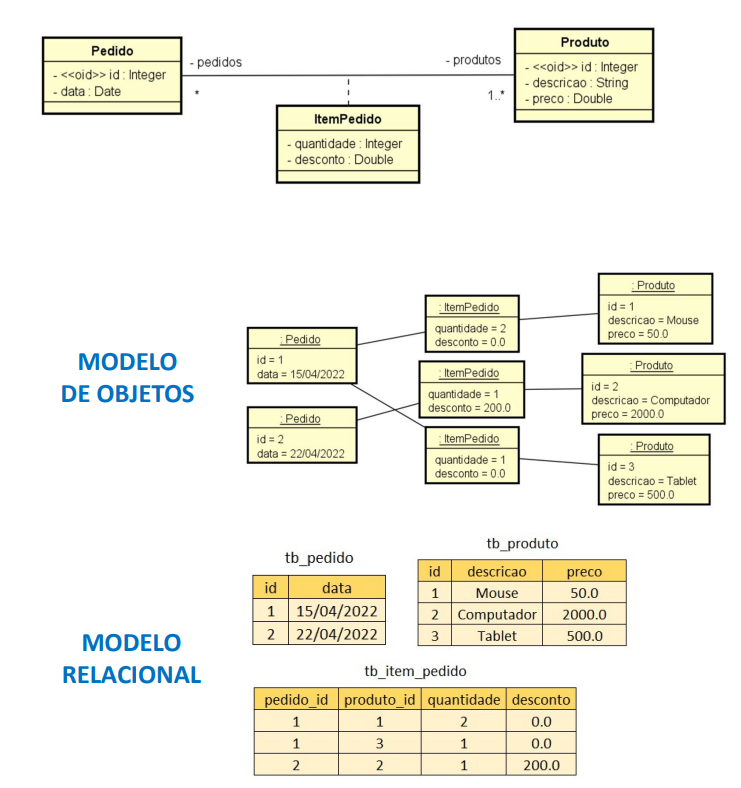 Pedido
- <<oid>> id : Integer
- data : Date
- pedidos
*
- produtos
1..*
Produto
- <<oid>> id : Integer
- descricao : String
- preco : Double
ItemPedido
- quantidade : Integer
- desconto : Double
MODELO
DE OBJETOS
: Pedido
id = 1
data = 15/04/2022
: Pedido
id = 2
data = 22/04/2022
: ItemPedido
quantidade = 2
desconto = 0.0
: ItemPedido
quantidade = 1
desconto = 200.0
: ItemPedido
quantidade = 1
desconto = 0.0
: Produto
id = 1
descricao = Mouse
preco = 50.0
: Produto
id = 2
descricao = Computador
preco = 2000.0
: Produto
id = 3
descricao = Tablet
preco = 500.0
MODELO
RELACIONAL
tb_pedido
id data
1 15/04/2022
2 22/04/2022
tb_produto
id descricao preco
1 Mouse 50.0
2 Computador 2000.0
3 Tablet 500.0
tb_item_pedido
pedido_id produto_id quantidade desconto
1 1 2 0.0
1 3 1 0.0
2 2 1 200.0